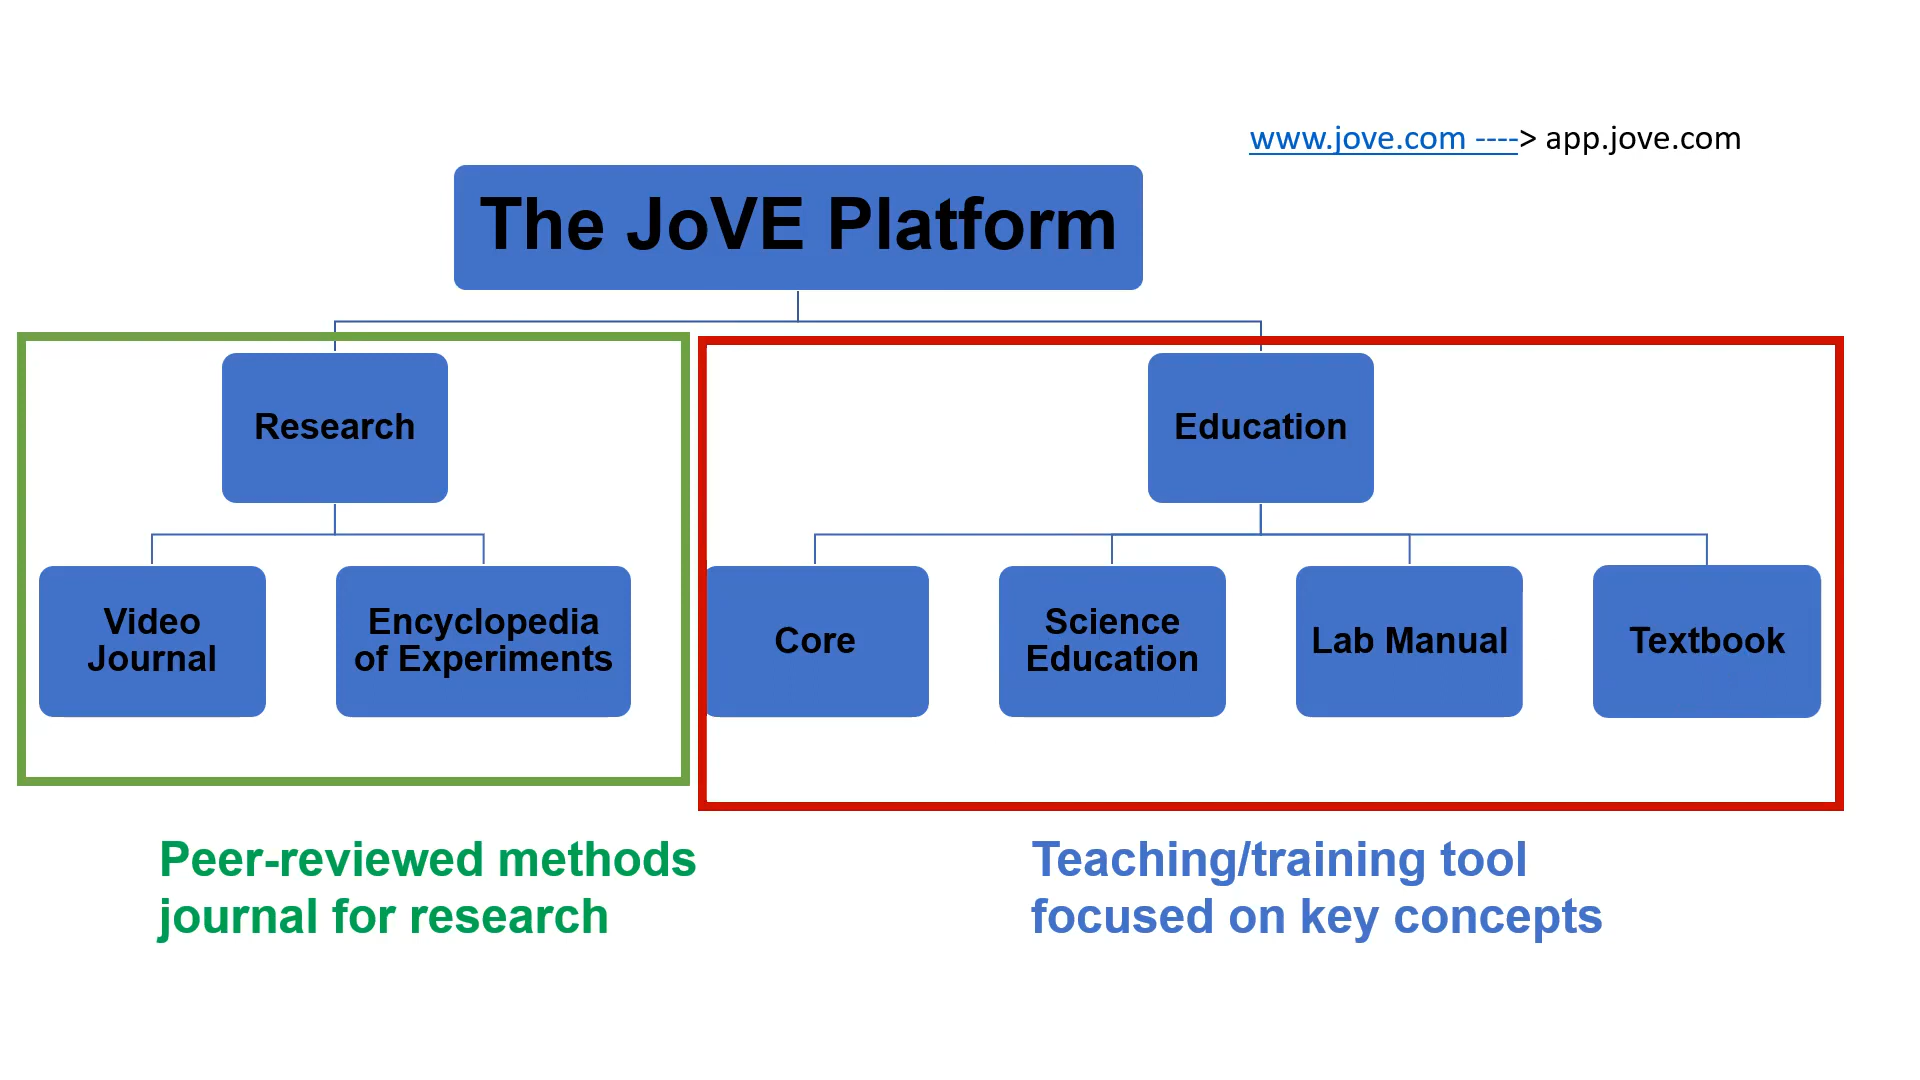 www.jove.com ----> app.jove.com
The JoVE Platform
Research
Education
Video
Journal
Encyclopedia
of Experiments
Core
Science
Education
Lab Manual
Textbook
Peer-reviewed methods
journal for research
Teaching/training tool
focused on key concepts